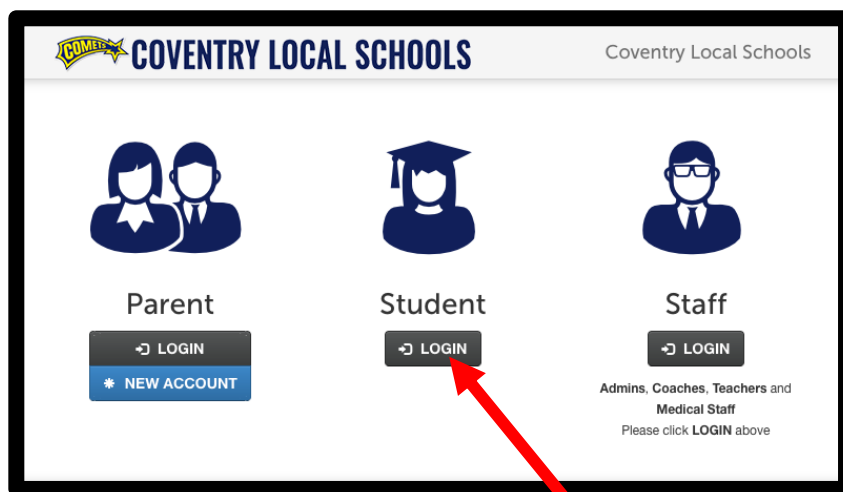 COMETS COVENTRY LOCAL SCHOOLS
Coventry Local Schools
Parent
LOGIN
NEW ACCOUNT
Student
LOGIN
Staff
LOGIN
Admins, Coaches, Teachers and
Medical Staff
Please click LOGIN above